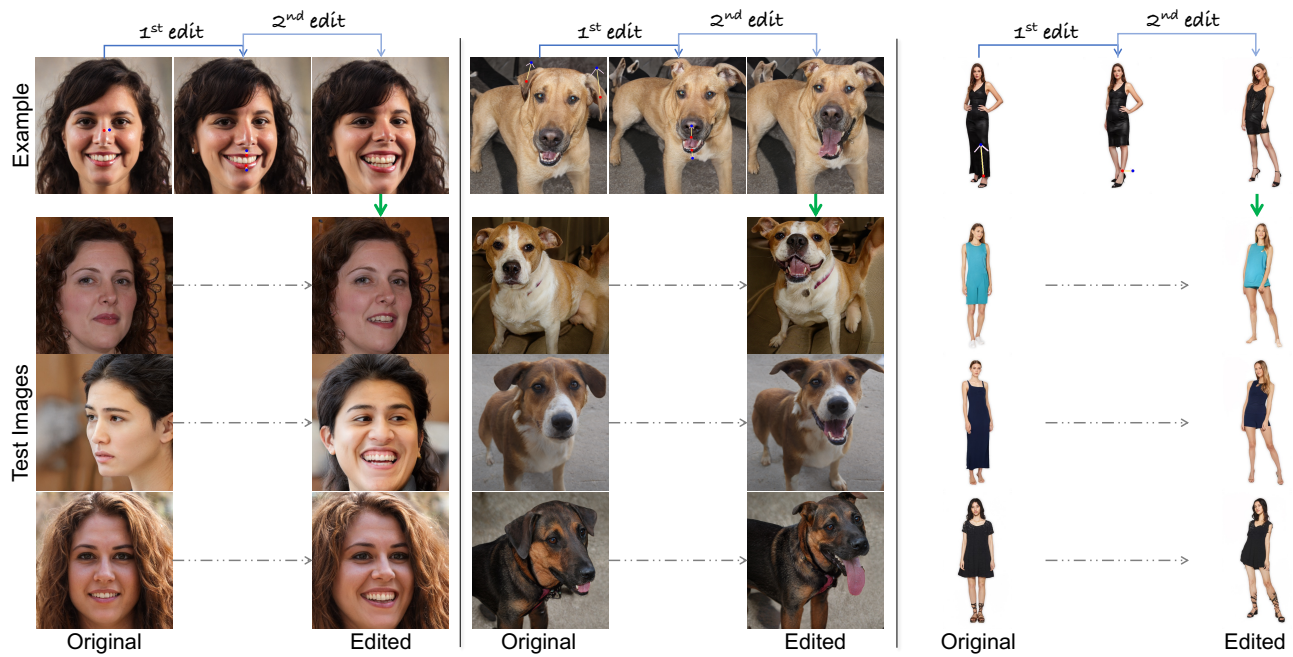 1st edit
2nd edit
1st edit
2nd edit
1st edit
2nd edit
Example
Test Images
Original
Edited
Original
Edited
Original
Edited